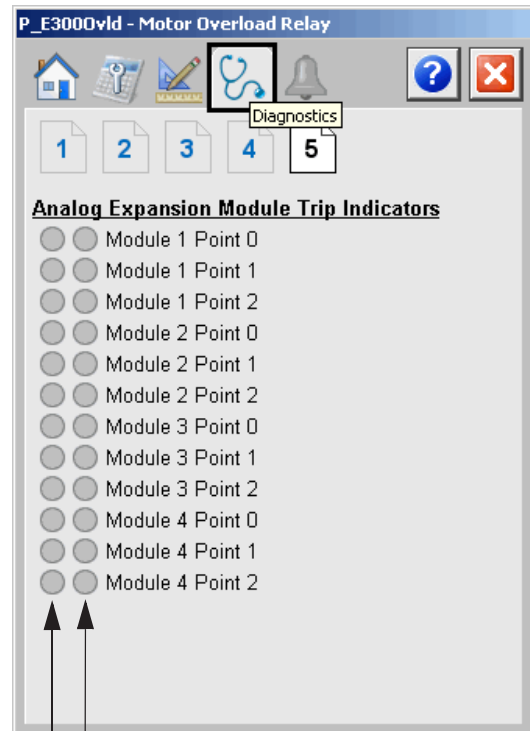 P_E300Ovld - Motor Overload Relay
?
Diagnostics
1 2 3 4 5
Analog Expansion Module Trip Indicators
Module 1 Point 0
Module 1 Point 1
Module 1 Point 2
Module 2 Point 0
Module 2 Point 1
Module 2 Point 2
Module 3 Point 0
Module 3 Point 1
Module 3 Point 2
Module 4 Point 0
Module 4 Point 1
Module 4 Point 2